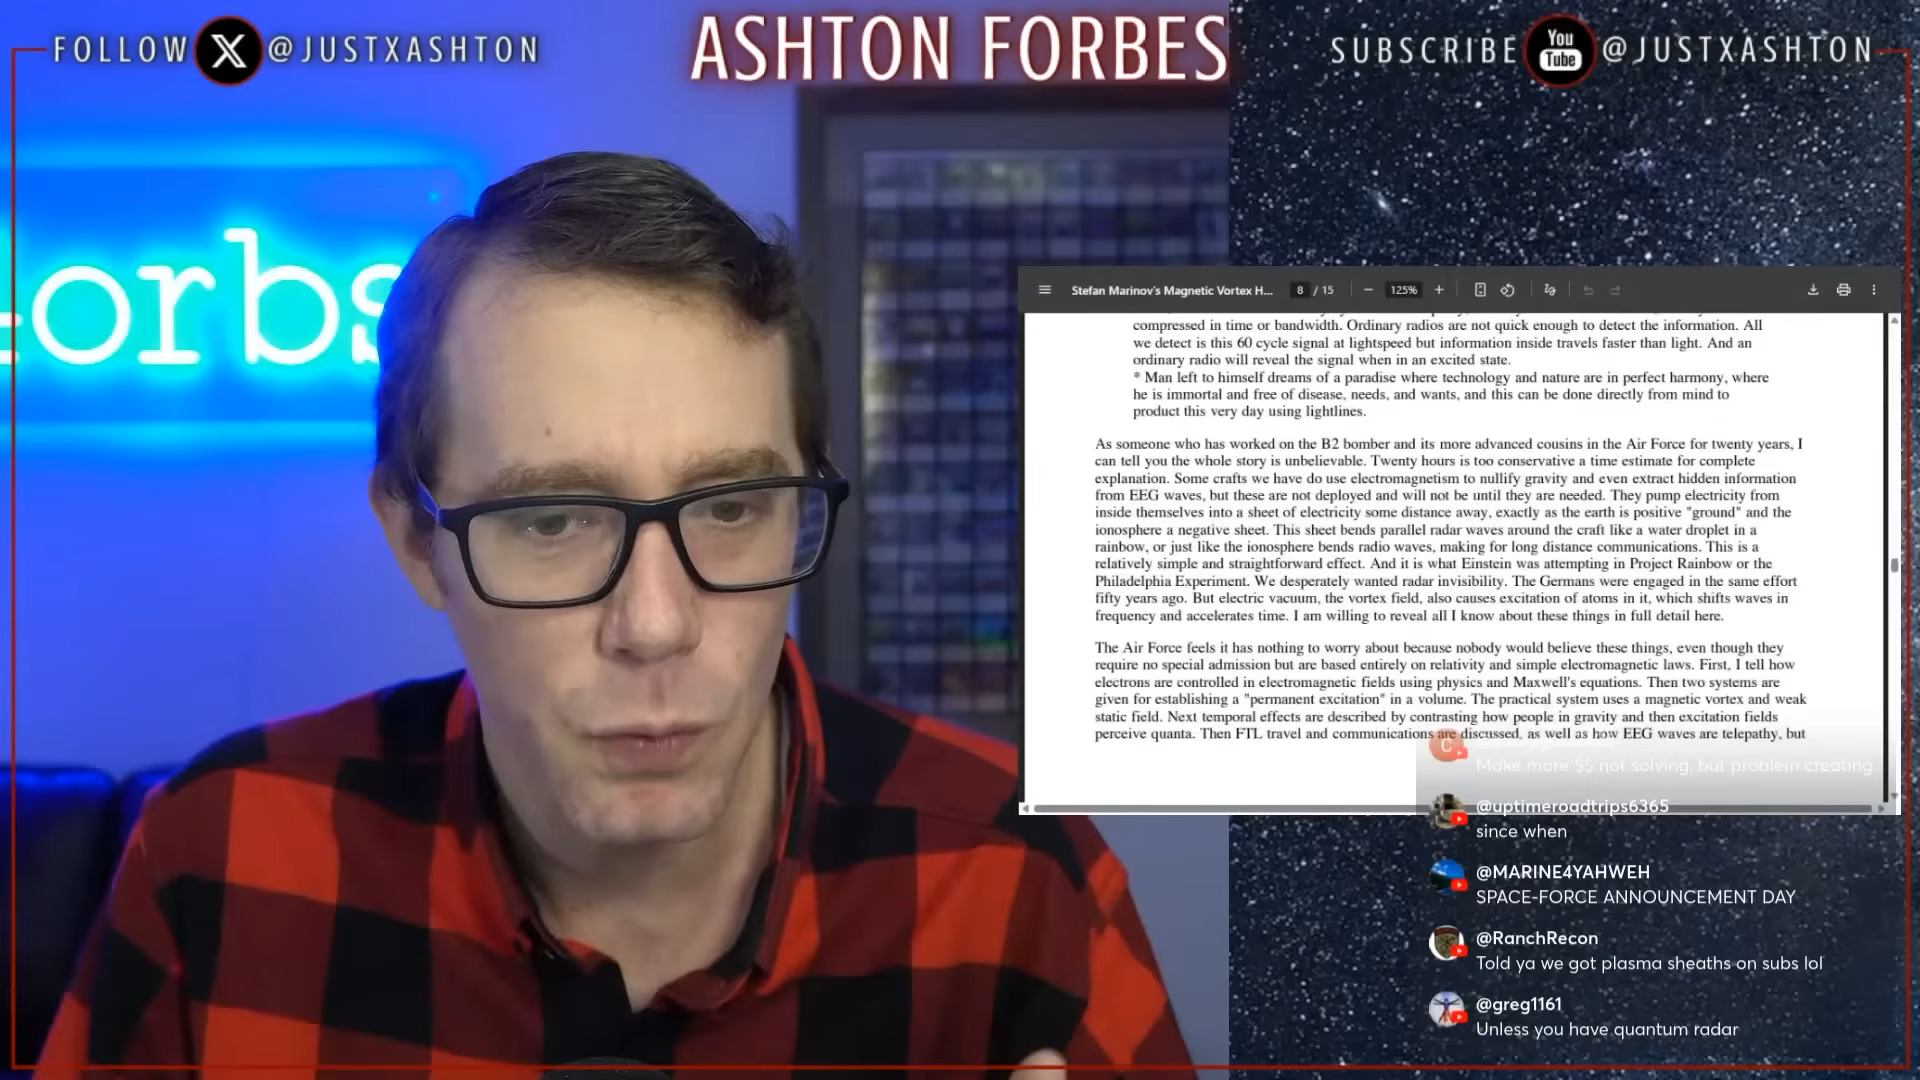 FOLLOW X @JUSTXASHTON
ASHTON FORBES
SUBSCRIBE You Tube @JUSTXASHTON
orbs
Stefan Marinov's Magnetic Vortex H... 8 / 15 125%
compressed in time or bandwidth. Ordinary radios are not quick enough to detect the information. All
we detect is this 60 cycle signal at lightspeed but information inside travels faster than light. And an
ordinary radio will reveal the signal when in an excited state.
* Man left to himself dreams of a paradise where technology and nature are in perfect harmony, where
he is immortal and free of disease, needs, and wants, and this can be done directly from mind to
product this very day using lightlines.
As someone who has worked on the B2 bomber and its more advanced cousins in the Air Force for twenty years, I
can tell you the whole story is unbelievable. Twenty hours is too conservative a time estimate for complete
explanation. Some crafts we have do use electromagnetism to nullify gravity and even extract hidden information
from EEG waves, but these are not deployed and will not be until they are needed. They pump electricity from
inside themselves into a sheet of electricity some distance away, exactly as the earth is positive "ground" and the
ionosphere a negative sheet. This sheet bends parallel radar waves around the craft like a water droplet in a
rainbow, or just like the ionosphere bends radio waves, making for long distance communications. This is a
relatively simple and straightforward effect. And it is what Einstein was attempting in Project Rainbow or the
Philadelphia Experiment. We desperately wanted radar invisibility. The Germans were engaged in the same effort
fifty years ago. But electric vacuum, the vortex field, also causes excitation of atoms in it, which shifts waves in
frequency and accelerates time. I am willing to reveal all I know about these things in full detail here.
The Air Force feels it has nothing to worry about because nobody would believe these things, even though they
require no special admission but are based entirely on relativity and simple electromagnetic laws. First, I tell how
electrons are controlled in electromagnetic fields using physics and Maxwell's equations. Then two systems are
given for establishing a "permanent excitation" in a volume. The practical system uses a magnetic vortex and weak
static field. Next temporal effects are described by contrasting how people in gravity and then excitation fields
perceive quanta. Then FTL travel and communications are discussed, as well as how EEG waves are telepathy, but
C
Make more $$ not solving, but problem creating
@uptimeroadtrips6365
since when
@MARINE4YAHWEH
SPACE-FORCE ANNOUNCEMENT DAY
@RanchRecon
Told ya we got plasma sheaths on subs lol
@greg1161
Unless you have quantum radar